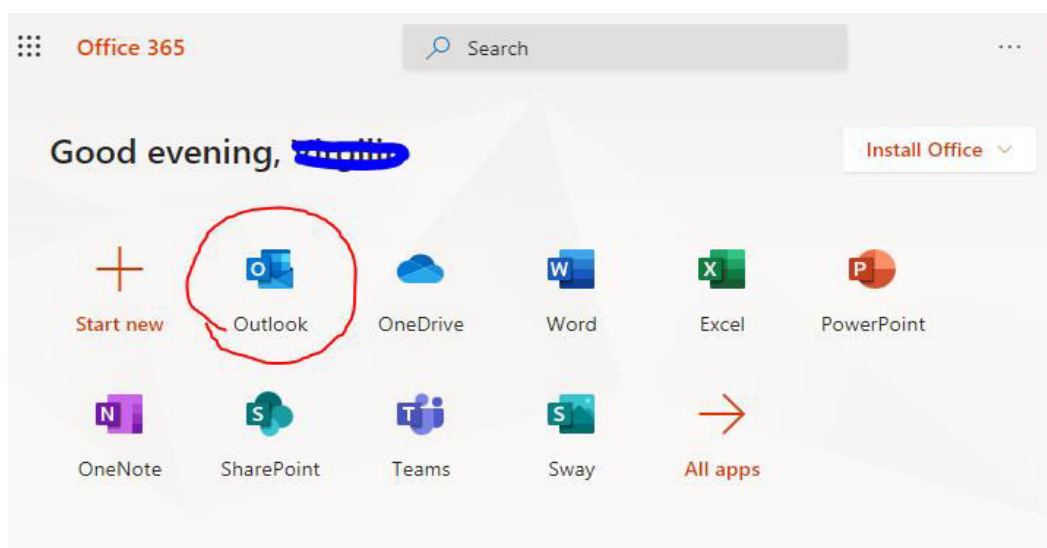 Office 365
Search
...
Good evening,
Install Office
Start new
Outlook
OneDrive
Word
Excel
PowerPoint
OneNote
SharePoint
Teams
Sway
All apps